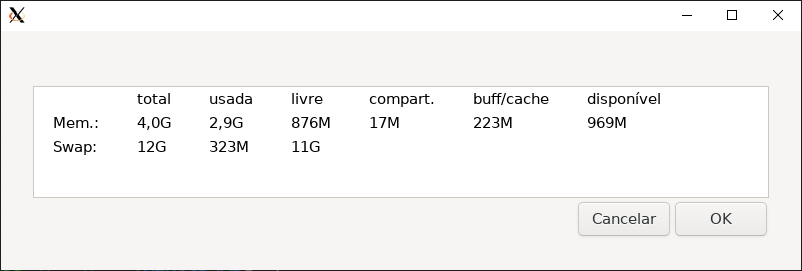 total usada livre compart. buff/cache disponível
Mem.: 4,0G 2,9G 876M 17M 223M 969M
Swap: 12G 323M 11G
Cancelar OK